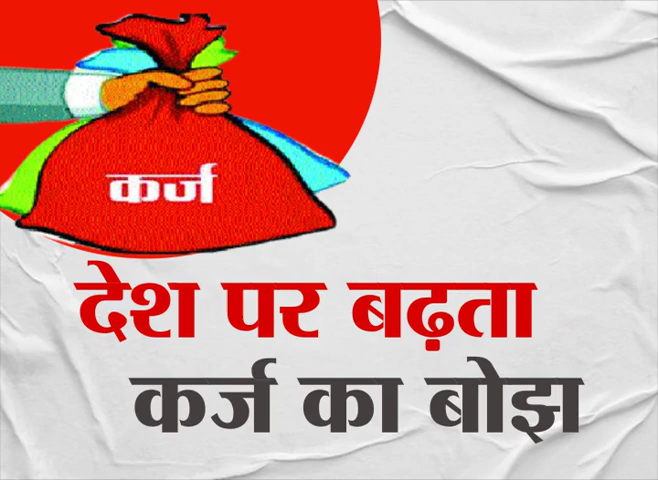 कर्ज
देश पर बढ़ता
कर्ज का बोझ